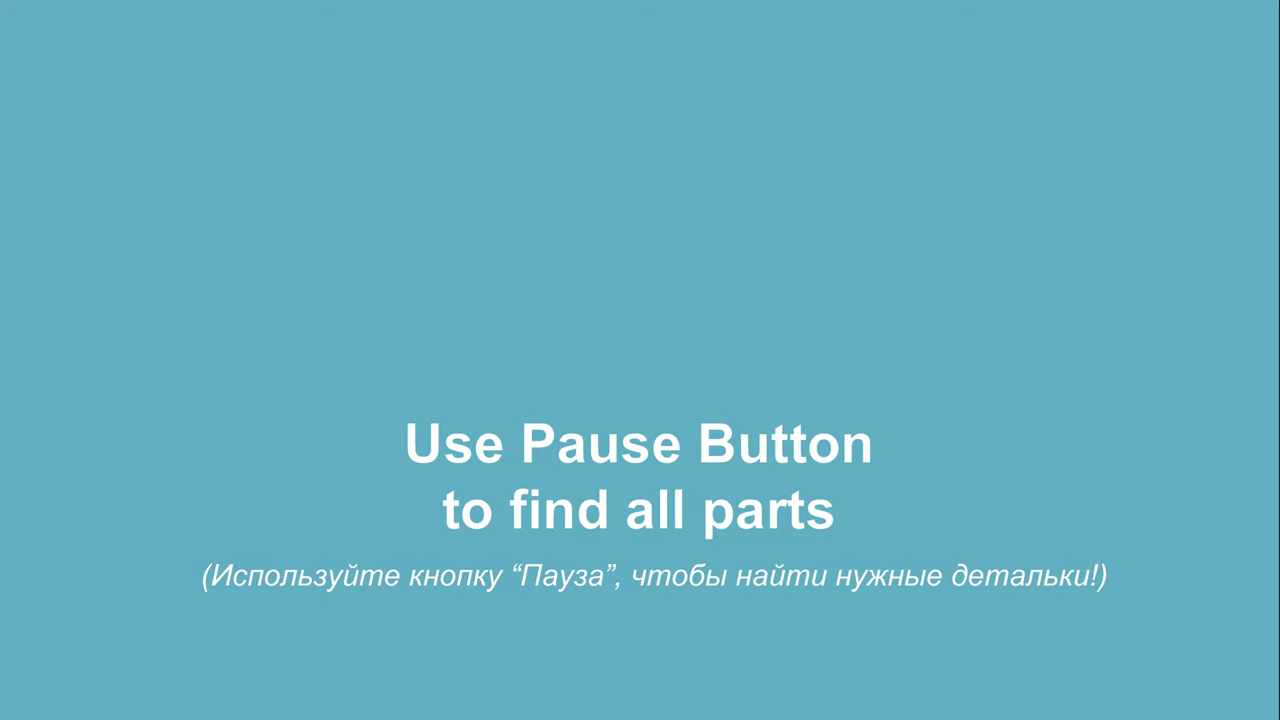 Use Pause Button
to find all parts
(Используйте кнопку “Пауза”, чтобы найти нужные детальки!)